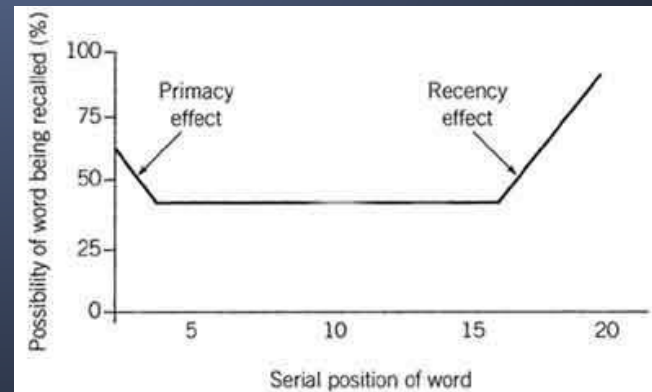 Possibility of word being recalled (%)
100
75
50
25
0
Primacy
effect
Recency
effect
5
10
15
20
Serial position of word